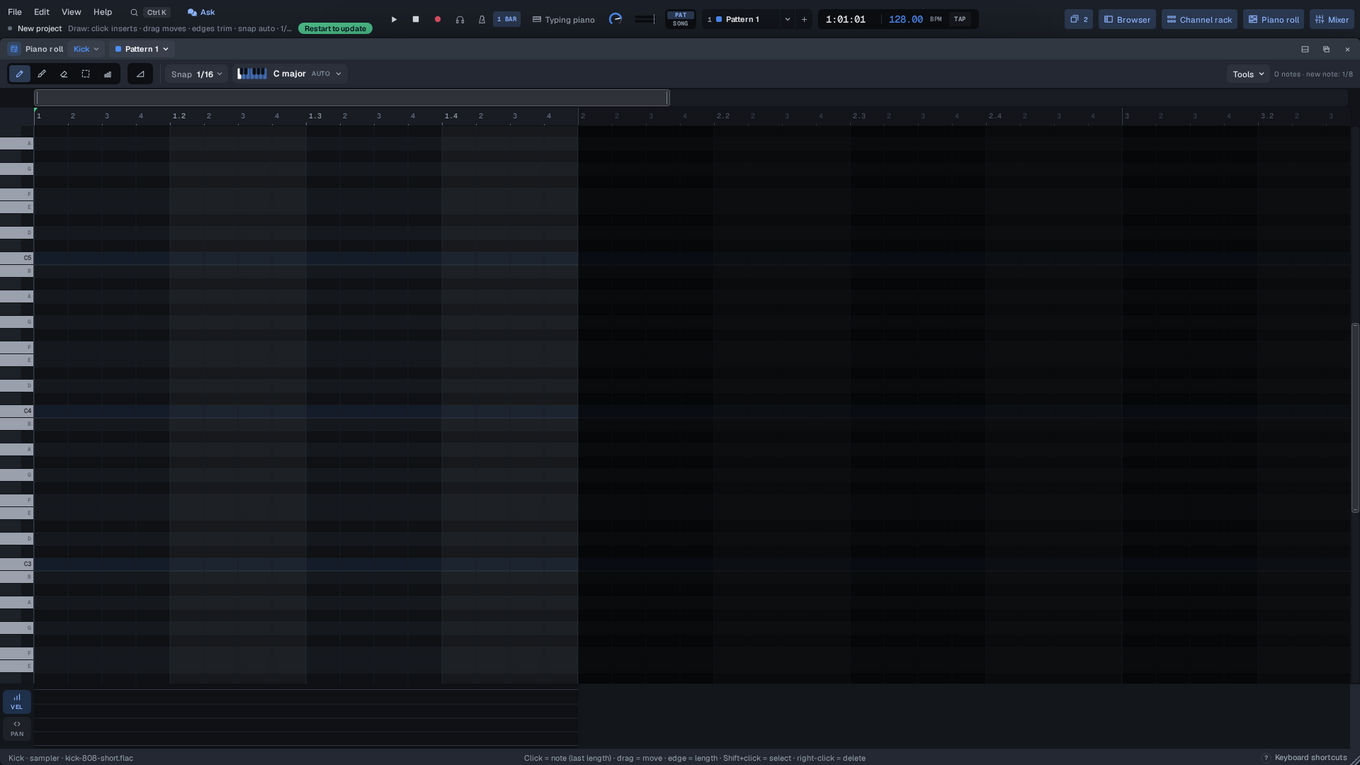 File Edit View Help Ctrl K Ask
1 BAR Typing piano PAT SONG 1 Pattern 1 + 1:01:01 128.00 BPM TAP 2 Browser Channel rack Piano roll Mixer
New project Draw: click inserts · drag moves · edges trim · snap auto · 1/... Restart to update
Piano roll Kick Pattern 1
Snap 1/16 C major AUTO Tools 0 notes · new note: 1/8
1 2 3 4 1.2 2 3 4 1.3 2 3 4 1.4 2 3 4 2 2 3 4 2.2 2 3 4 2.3 2 3 4 2.4 2 3 4 3 2 3 4 3.2 2 3
A
G
F
E
D
C5
B
A
G
F
E
D
C4
B
A
G
F
E
D
C3
B
A
G
F
E
VEL
PAN
Kick · sampler · kick-808-short.flac Click = note (last length) · drag = move · edge = length · Shift+click = select · right-click = delete ? Keyboard shortcuts